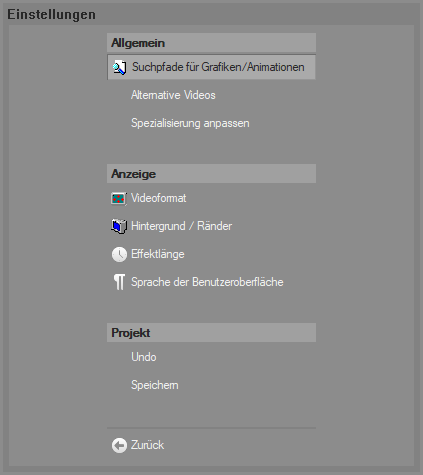 Einstellungen
Allgemein
Suchpfade für Grafiken/Animationen
Alternative Videos
Spezialisierung anpassen
Anzeige
Videoformat
Hintergrund / Ränder
Effektlänge
Sprache der Benutzeroberfläche
Projekt
Undo
Speichern
Zurück